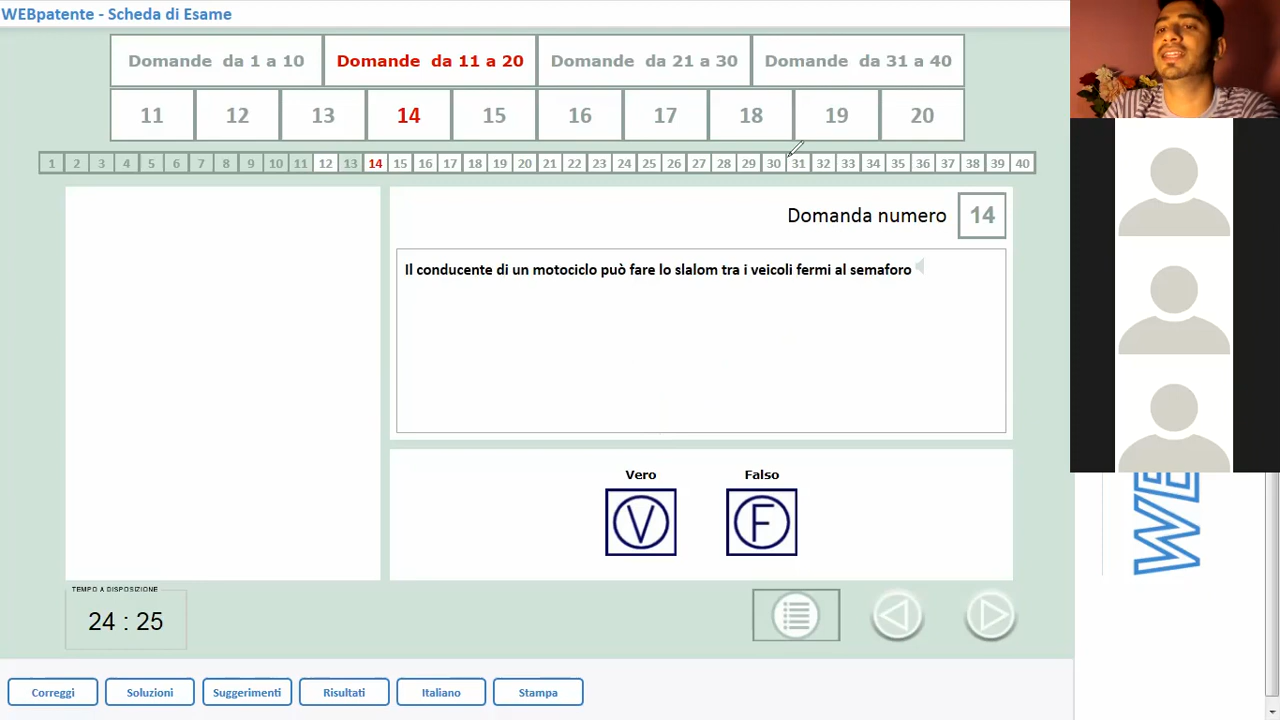 WEBpatente - Scheda di Esame
Domande da 1 a 10
Domande da 11 a 20
Domande da 21 a 30
Domande da 31 a 40
11 12 13 14 15 16 17 18 19 20
1 2 3 4 5 6 7 8 9 10 11 12 13 14 15 16 17 18 19 20 21 22 23 24 25 26 27 28 29 30 31 32 33 34 35 36 37 38 39 40
Domanda numero 14
Il conducente di un motociclo può fare lo slalom tra i veicoli fermi al semaforo
Vero Falso
V F
TEMPO A DISPOSIZIONE
24 : 25
Correggi Soluzioni Suggerimenti Risultati Italiano Stampa
WE